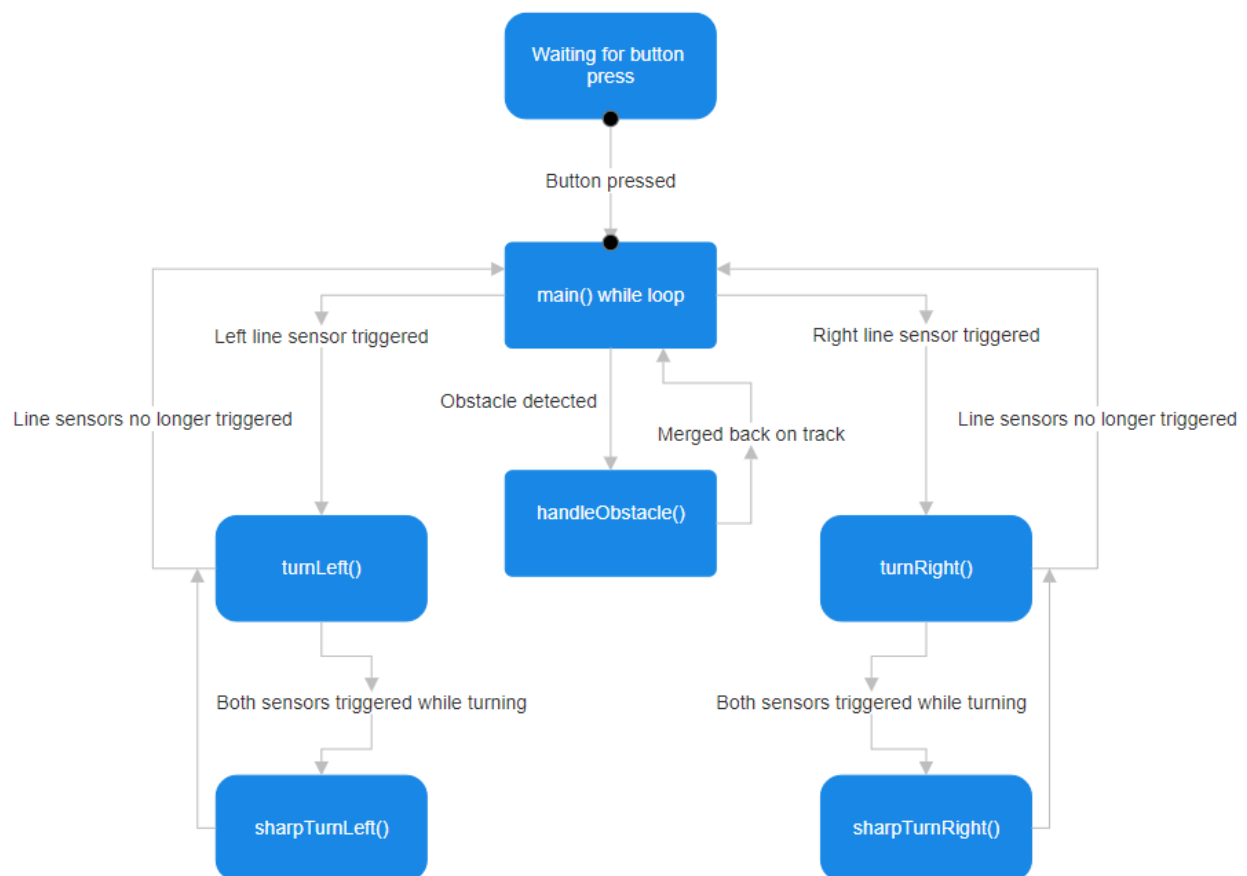 Waiting for button
press
Button pressed
main() while loop
Left line sensor triggered
Right line sensor triggered
Obstacle detected
Line sensors no longer triggered
Merged back on track
Line sensors no longer triggered
handleObstacle()
turnLeft()
turnRight()
Both sensors triggered while turning
Both sensors triggered while turning
sharpTurnLeft()
sharpTurnRight()